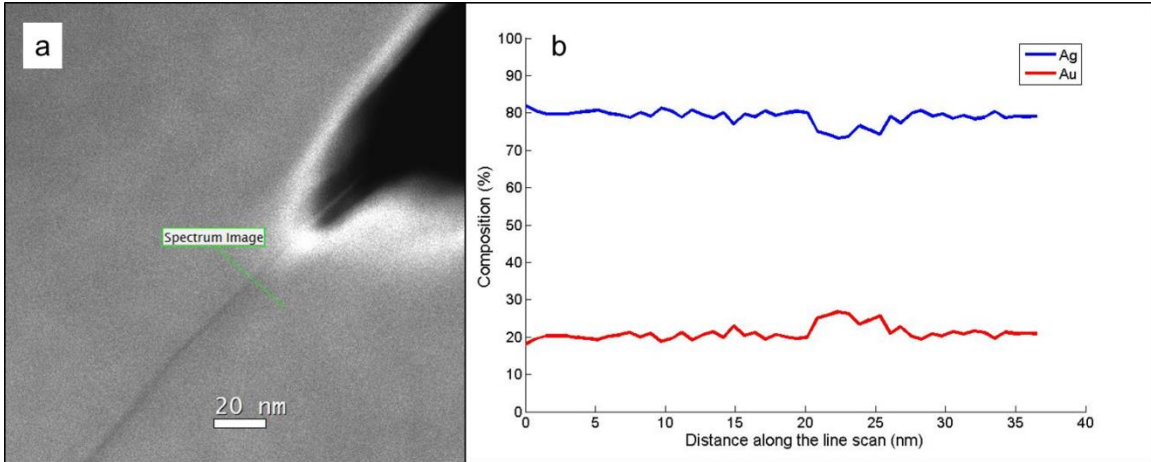 a
Spectrum Image
20 nm
b
Ag
Au
Composition (%)
100
90
80
70
60
50
40
30
20
10
0
0 5 10 15 20 25 30 35 40
Distance along the line scan (nm)